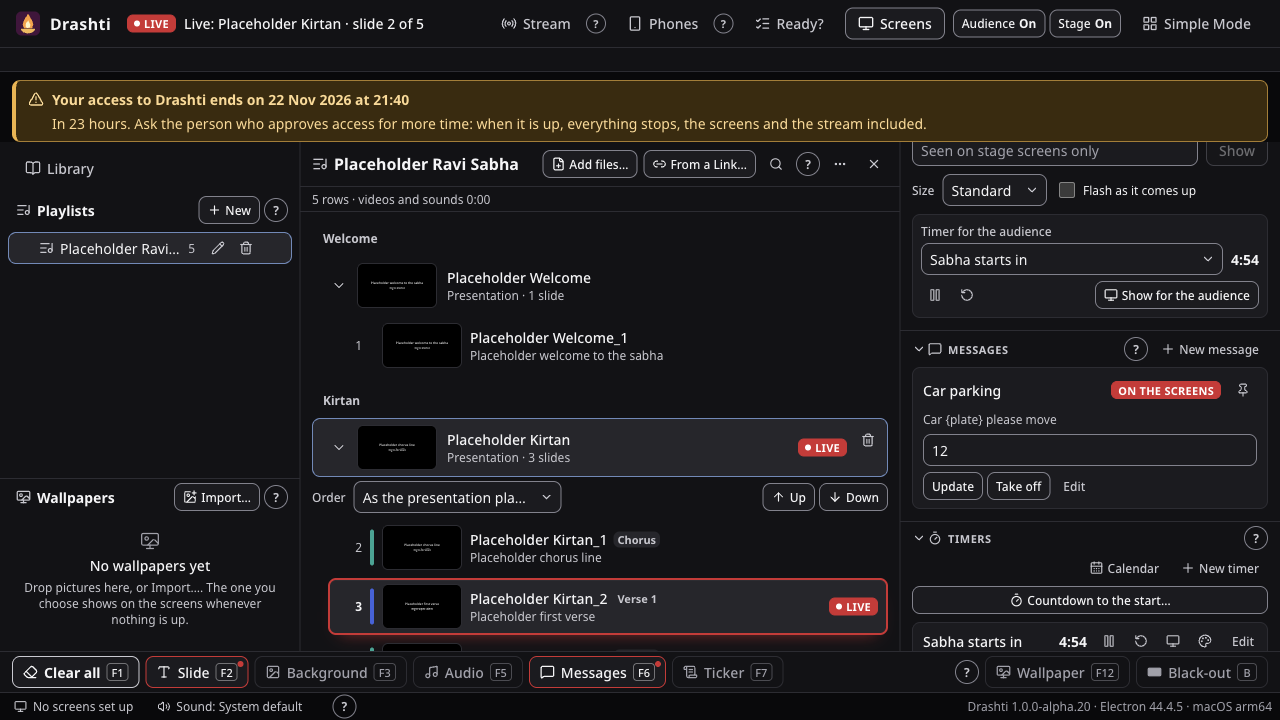 Drashti
LIVE
Live: Placeholder Kirtan · slide 2 of 5
Stream
?
Phones
?
Ready?
Screens
Audience On
Stage On
Simple Mode
Your access to Drashti ends on 22 Nov 2026 at 21:40
In 23 hours. Ask the person who approves access for more time: when it is up, everything stops, the screens and the stream included.
Library
Playlists
New
?
Placeholder Ravi...
5
Wallpapers
Import...
?
No wallpapers yet
Drop pictures here, or Import.... The one you
choose shows on the screens whenever
nothing is up.
Placeholder Ravi Sabha
Add files...
From a Link...
?
5 rows · videos and sounds 0:00
Welcome
Placeholder Welcome
Presentation · 1 slide
1
Placeholder Welcome_1
Placeholder welcome to the sabha
Kirtan
Placeholder Kirtan
Presentation · 3 slides
LIVE
Order
As the presentation pla...
Up
Down
2
Placeholder Kirtan_1
Chorus
Placeholder chorus line
3
Placeholder Kirtan_2
Verse 1
Placeholder first verse
LIVE
Seen on stage screens only
Show
Size
Standard
Flash as it comes up
Timer for the audience
Sabha starts in
4:54
Show for the audience
MESSAGES
?
New message
Car parking
ON THE SCREENS
Car {plate} please move
12
Update
Take off
Edit
TIMERS
?
Calendar
New timer
Countdown to the start...
Sabha starts in
4:54
Edit
Clear all F1
Slide F2
Background F3
Audio F5
Messages F6
Ticker F7
?
Wallpaper F12
Black-out B
No screens set up
Sound: System default
?
Drashti 1.0.0-alpha.20 · Electron 44.4.5 · macOS arm64